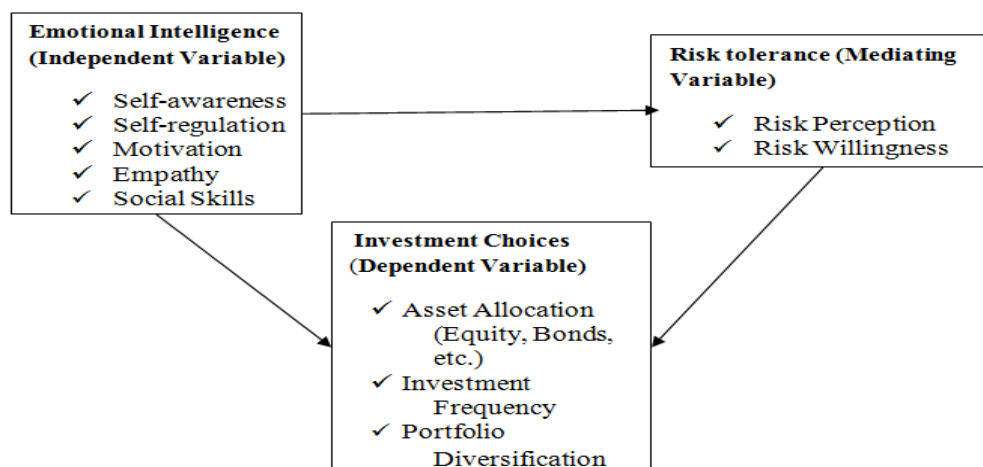 Emotional Intelligence
(Independent Variable)
✓ Self-awareness
✓ Self-regulation
✓ Motivation
✓ Empathy
✓ Social Skills
Risk tolerance (Mediating
Variable)
✓ Risk Perception
✓ Risk Willingness
Investment Choices
(Dependent Variable)
✓ Asset Allocation
(Equity, Bonds,
etc.)
✓ Investment
Frequency
✓ Portfolio
Diversification